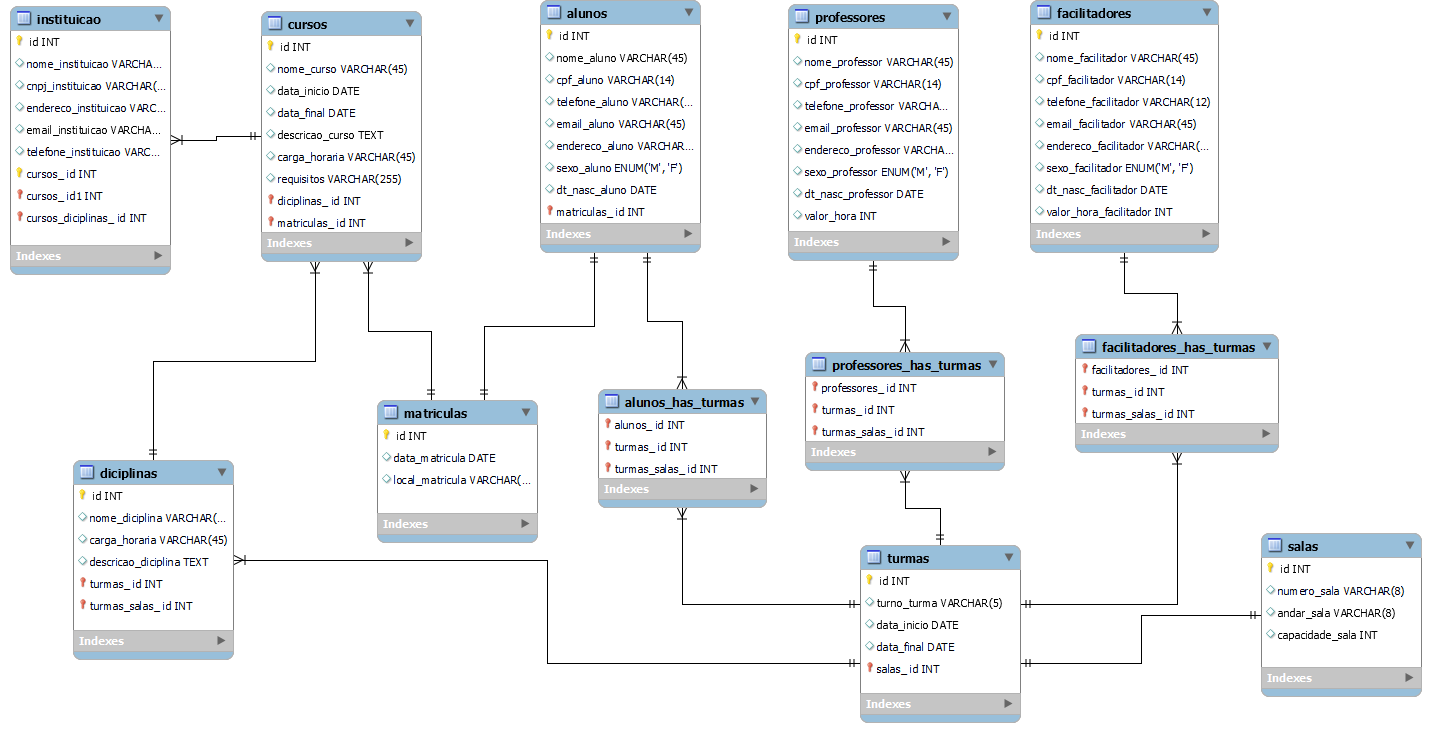 instituicao
id INT
nome_instituicao VARCHA...
cnpj_instituicao VARCHAR(...
endereco_instituicao VARC...
email_instituicao VARCHA...
telefone_instituicao VARC...
cursos_id INT
cursos_id1 INT
cursos_diciplinas_id INT
Indexes
cursos
id INT
nome_curso VARCHAR(45)
data_inicio DATE
data_final DATE
descricao_curso TEXT
carga_horaria VARCHAR(45)
requisitos VARCHAR(255)
diciplinas_id INT
matriculas_id INT
Indexes
alunos
id INT
nome_aluno VARCHAR(45)
cpf_aluno VARCHAR(14)
telefone_aluno VARCHAR(...
email_aluno VARCHAR(45)
endereco_aluno VARCHAR(...
sexo_aluno ENUM('M', 'F')
dt_nasc_aluno DATE
matriculas_id INT
Indexes
professores
id INT
nome_professor VARCHAR(45)
cpf_professor VARCHAR(14)
telefone_professor VARCHA...
email_professor VARCHAR(45)
endereco_professor VARCHA...
sexo_professor ENUM('M', 'F')
dt_nasc_professor DATE
valor_hora INT
Indexes
facilitadores
id INT
nome_facilitador VARCHAR(45)
cpf_facilitador VARCHAR(14)
telefone_facilitador VARCHAR(12)
email_facilitador VARCHAR(45)
endereco_facilitador VARCHAR(...
sexo_facilitador ENUM('M', 'F')
dt_nasc_facilitador DATE
valor_hora_facilitador INT
Indexes
diciplinas
id INT
nome_diciplina VARCHAR(...
carga_horaria VARCHAR(45)
descricao_diciplina TEXT
turmas_id INT
turmas_salas_id INT
Indexes
matriculas
id INT
data_matricula DATE
local_matricula VARCHAR(...
Indexes
alunos_has_turmas
alunos_id INT
turmas_id INT
turmas_salas_id INT
Indexes
professores_has_turmas
professores_id INT
turmas_id INT
turmas_salas_id INT
Indexes
facilitadores_has_turmas
facilitadores_id INT
turmas_id INT
turmas_salas_id INT
Indexes
turmas
id INT
turno_turma VARCHAR(5)
data_inicio DATE
data_final DATE
salas_id INT
Indexes
salas
id INT
numero_sala VARCHAR(8)
andar_sala VARCHAR(8)
capacidade_sala INT
Indexes